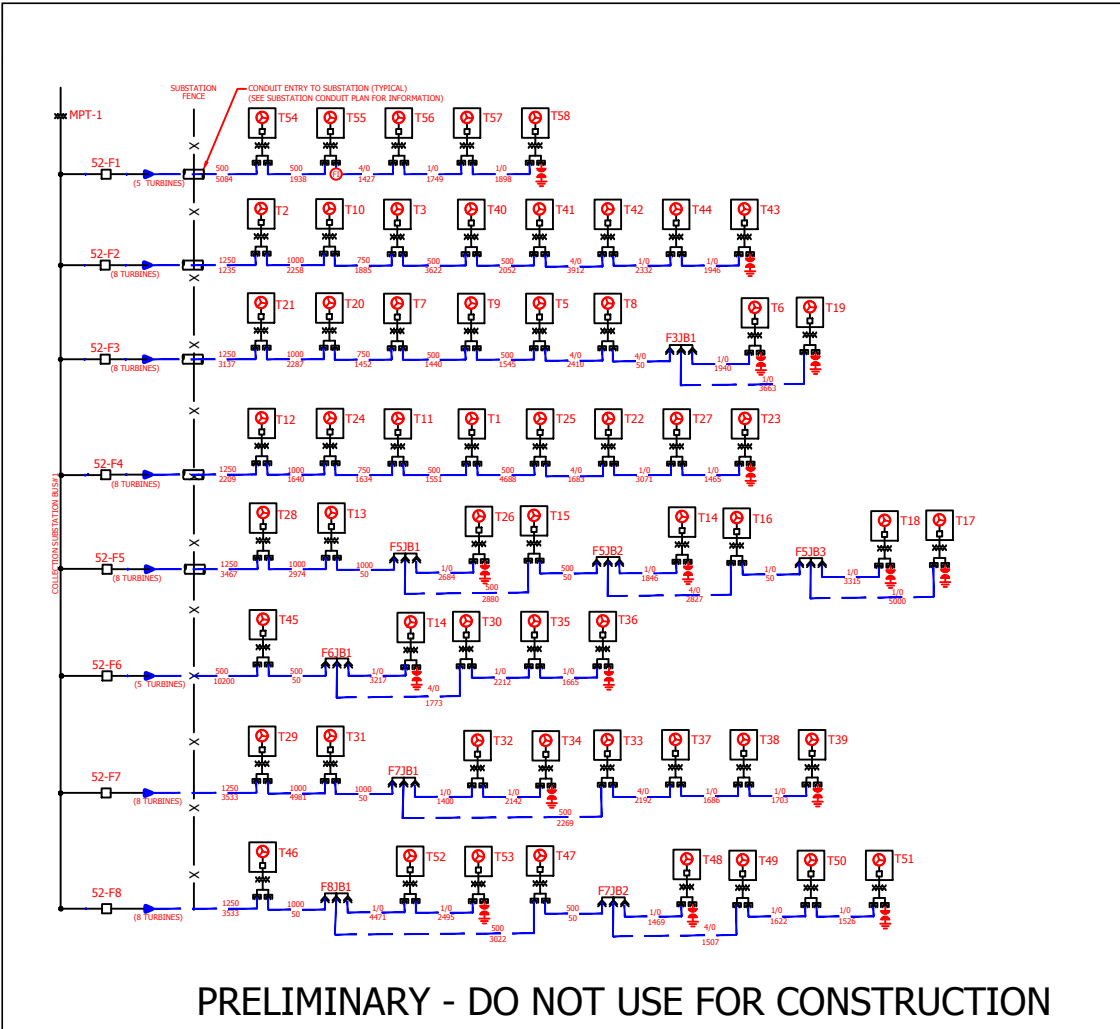 SUBSTATION
FENCE
CONDUIT ENTRY TO SUBSTATION (TYPICAL)
(SEE SUBSTATION CONDUIT PLAN FOR INFORMATION)
MPT-1
T54
T55
T56
T57
T58
52-F1
(5 TURBINES)
500
5084
500
1938
F1
4/0
1427
1/0
1749
1/0
1898
T2
T10
T3
T40
T41
T42
T44
T43
52-F2
(8 TURBINES)
1250
1235
1000
2258
750
1885
500
3622
500
2052
4/0
3912
1/0
2332
1/0
1946
T21
T20
T7
T9
T5
T8
T6
T19
52-F3
(8 TURBINES)
1250
3137
1000
2287
750
1452
500
1440
500
1545
4/0
2410
4/0
50
F3JB1
1/0
1940
1/0
3663
T12
T24
T11
T1
T25
T22
T27
T23
52-F4
(8 TURBINES)
1250
2209
1000
1640
750
1634
500
1551
500
4688
4/0
1683
1/0
3071
1/0
1465
COLLECTION SUBSTATION BUS#1
T28
T13
T26
T15
T14
T16
T18
T17
52-F5
(8 TURBINES)
1250
3467
1000
2974
1000
50
F5JB1
1/0
2684
500
2880
500
50
F5JB2
1/0
1846
4/0
2827
1/0
50
F5JB3
1/0
3315
1/0
5000
T45
T14
T30
T35
T36
52-F6
(5 TURBINES)
500
10200
500
50
F6JB1
1/0
3217
4/0
1773
1/0
2212
1/0
1665
T29
T31
T32
T34
T33
T37
T38
T39
52-F7
(8 TURBINES)
1250
3533
1000
4981
1000
50
F7JB1
1/0
1400
1/0
2142
500
2269
4/0
2192
1/0
1686
1/0
1703
T46
T52
T53
T47
T48
T49
T50
T51
52-F8
(8 TURBINES)
1250
3533
1000
50
F8JB1
1/0
4471
1/0
2495
500
3022
500
50
F7JB2
1/0
1469
4/0
1507
1/0
1622
1/0
1526
PRELIMINARY - DO NOT USE FOR CONSTRUCTION